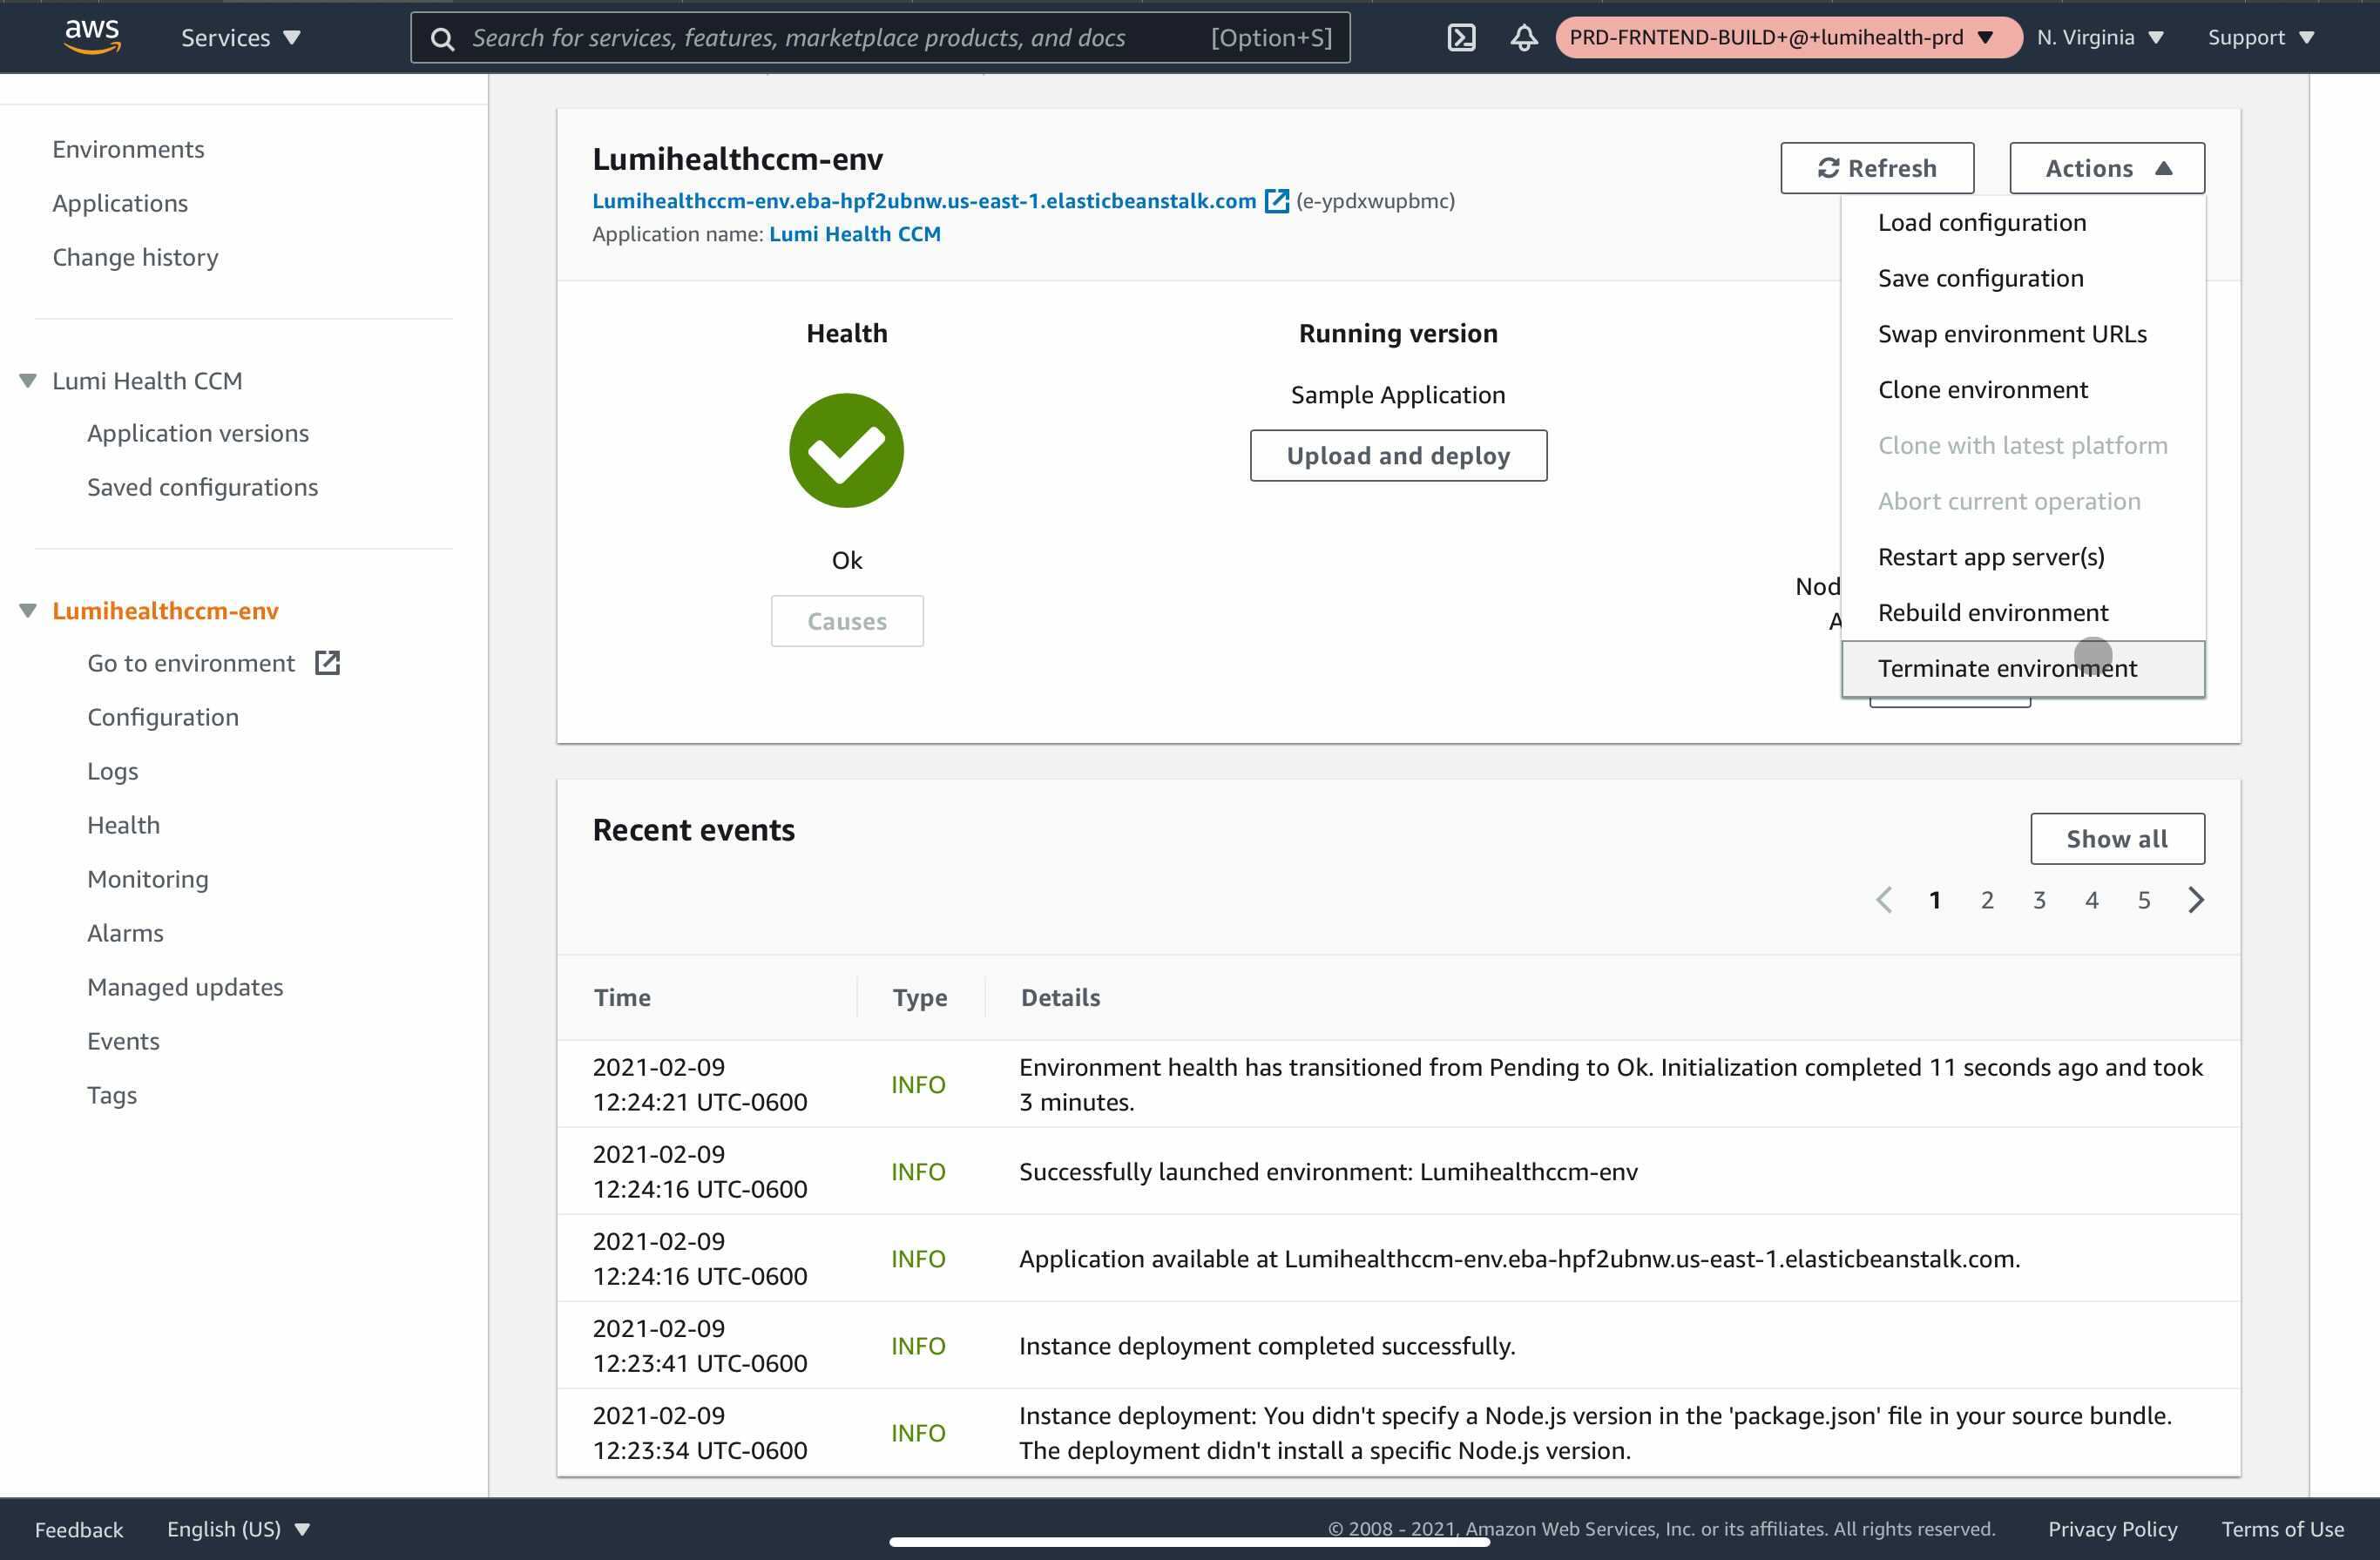 aws
Services
Search for services, features, marketplace products, and docs [Option+S]
PRD-FRNTEND-BUILD+@+lumihealth-prd
N. Virginia
Support
Environments
Applications
Change history
Lumi Health CCM
Application versions
Saved configurations
Lumihealthccm-env
Go to environment
Configuration
Logs
Health
Monitoring
Alarms
Managed updates
Events
Tags
Lumihealthccm-env
Lumihealthccm-env.eba-hpf2ubnw.us-east-1.elasticbeanstalk.com (e-ypdxwupbmc)
Application name: Lumi Health CCM
Refresh
Actions
Load configuration
Save configuration
Swap environment URLs
Clone environment
Clone with latest platform
Abort current operation
Restart app server(s)
Rebuild environment
Terminate environment
Health
Ok
Causes
Running version
Sample Application
Upload and deploy
Nod
A
Recent events
Show all
1 2 3 4 5
Time Type Details
2021-02-09
12:24:21 UTC-0600
INFO
Environment health has transitioned from Pending to Ok. Initialization completed 11 seconds ago and took
3 minutes.
2021-02-09
12:24:16 UTC-0600
INFO
Successfully launched environment: Lumihealthccm-env
2021-02-09
12:24:16 UTC-0600
INFO
Application available at Lumihealthccm-env.eba-hpf2ubnw.us-east-1.elasticbeanstalk.com.
2021-02-09
12:23:41 UTC-0600
INFO
Instance deployment completed successfully.
2021-02-09
12:23:34 UTC-0600
INFO
Instance deployment: You didn't specify a Node.js version in the 'package.json' file in your source bundle.
The deployment didn't install a specific Node.js version.
Feedback
English (US)
© 2008 - 2021, Amazon Web Services, Inc. or its affiliates. All rights reserved.
Privacy Policy
Terms of Use